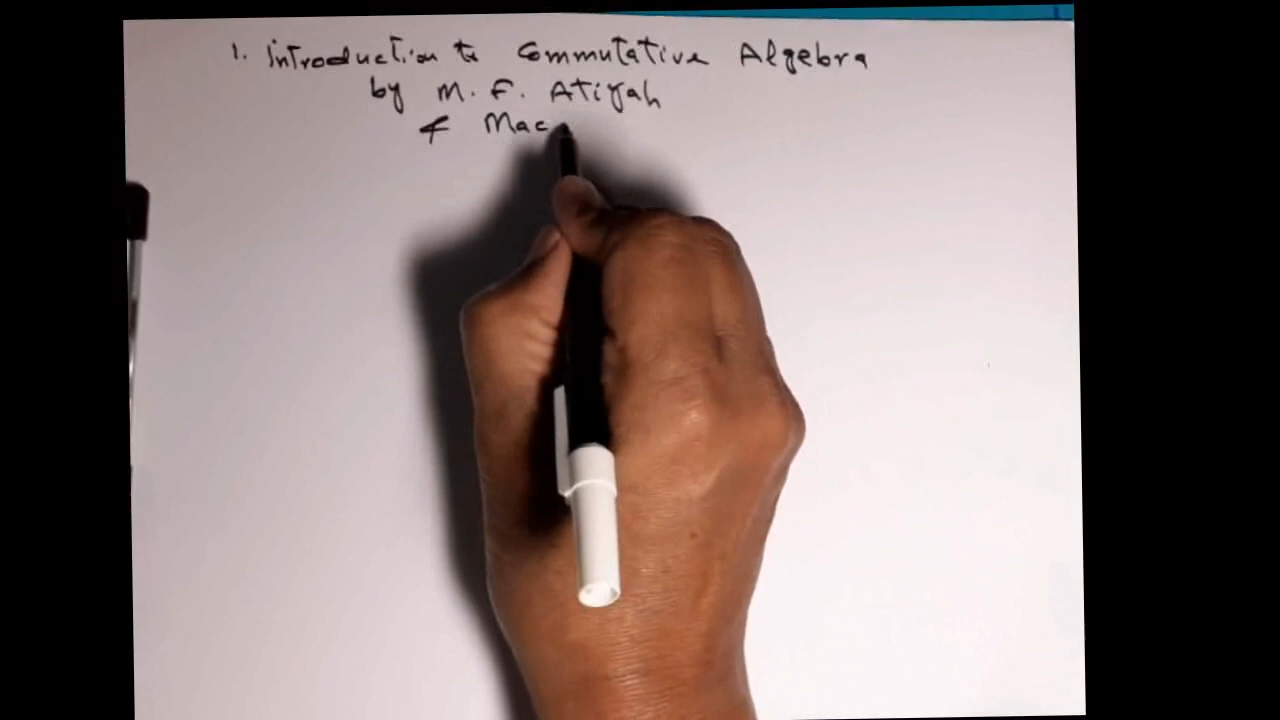 1. Introduction to Commutative Algebra
by M. F. Atiyah
& Mac